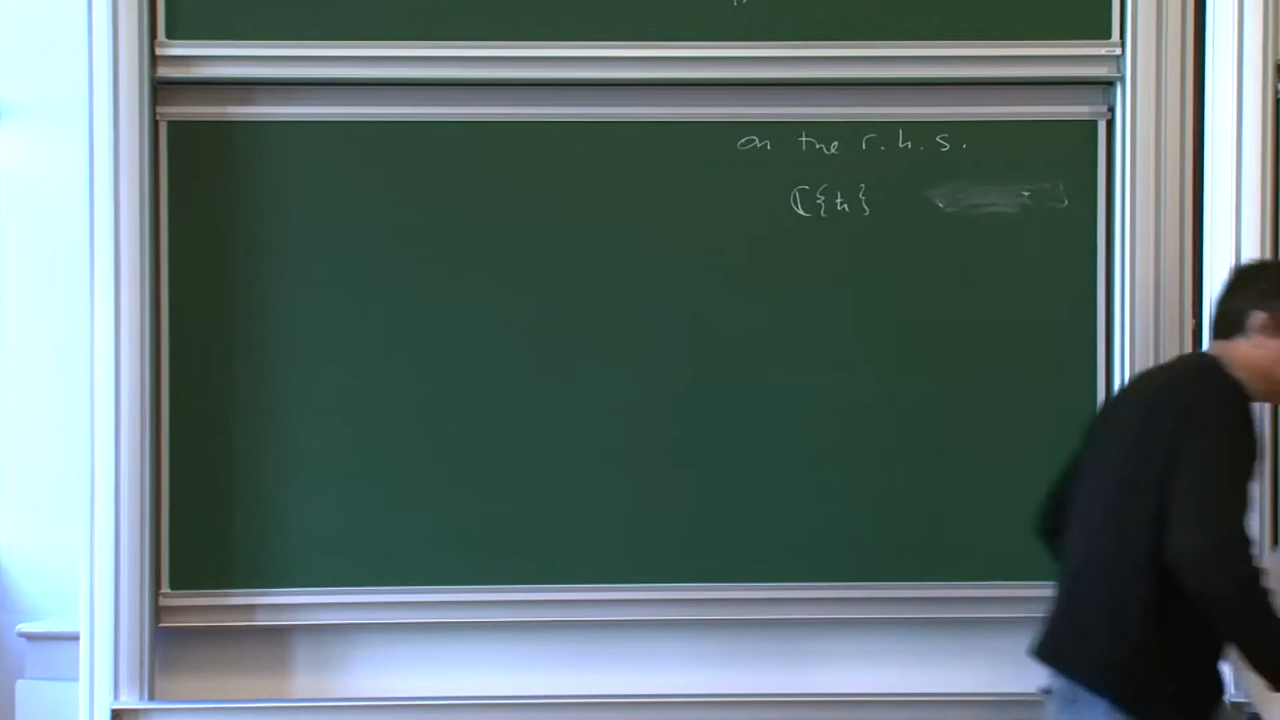 on the r.h.s.
ℂ{ħ}